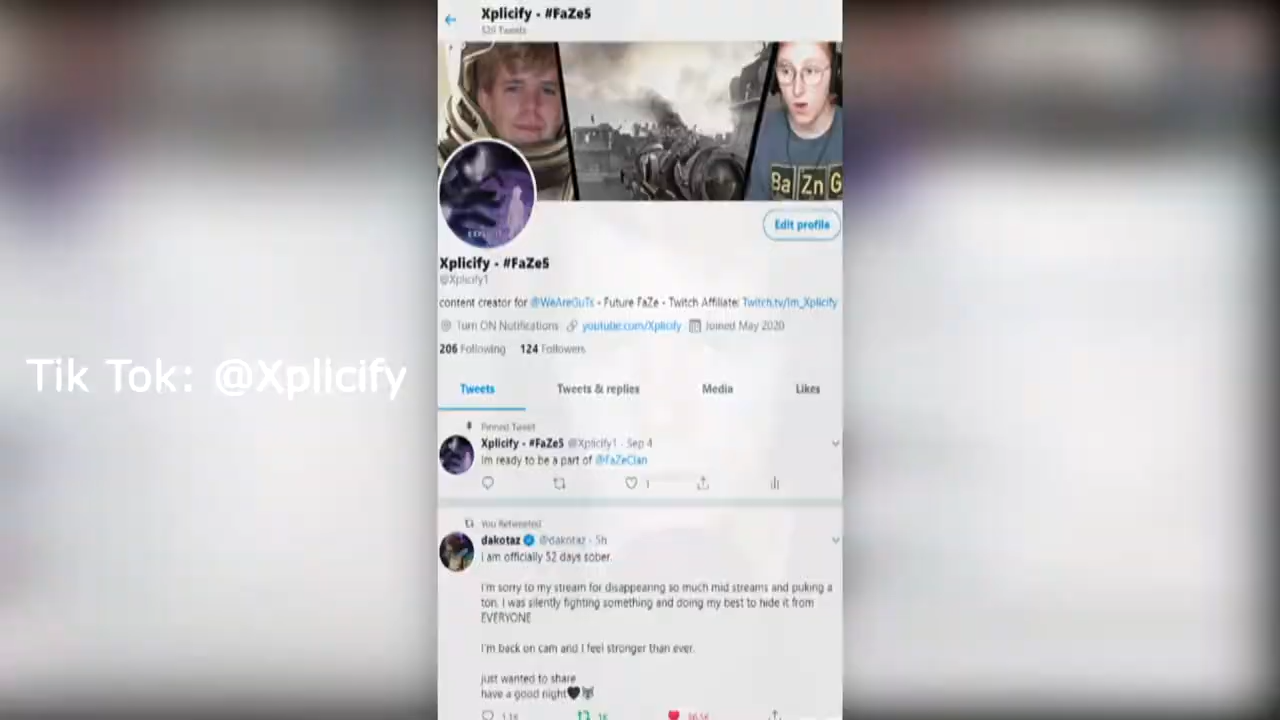 Xplicify - #FaZe5
Ba Zn G
Edit profile
Xplicify - #FaZe5
@Xplicify1
content creator for @WeAreGuTs - Future FaZe - Twitch Affiliate: Twitch.tv/Im_Xplicify
Turn ON Notifications youtube.com/Xplicify Joined May 2020
206 Following 124 Followers
Tik Tok: @Xplicify
Tweets Tweets & replies Media Likes
Pinned Tweet
Xplicify - #FaZe5 @Xplicify1 · Sep 4
Im ready to be a part of @FaZeClan
1
You Retweeted
dakotaz @dakotaz · 5h
I am officially 52 days sober.
I'm sorry to my stream for disappearing so much mid streams and puking a
ton. I was silently fighting something and doing my best to hide it from
EVERYONE
I'm back on cam and I feel stronger than ever.
just wanted to share
have a good night